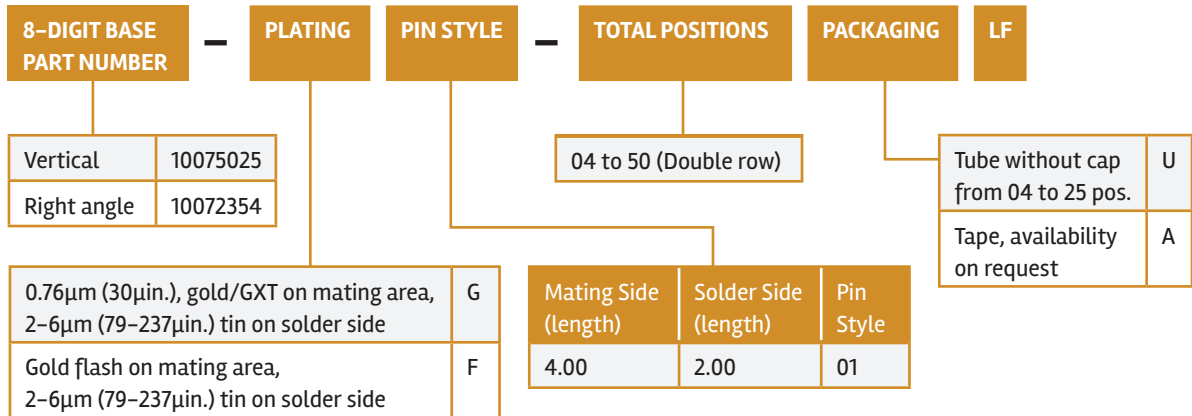 8–DIGIT BASE
PART NUMBER
–
PLATING
PIN STYLE
–
TOTAL POSITIONS
PACKAGING
LF
Vertical 10075025
Right angle 10072354
04 to 50 (Double row)
Tube without cap
from 04 to 25 pos. U
Tape, availability
on request A
0.76µm (30µin.), gold/GXT on mating area,
2–6µm (79–237µin.) tin on solder side G
Gold flash on mating area,
2–6µm (79–237µin.) tin on solder side F
Mating Side
(length)
Solder Side
(length)
Pin
Style
4.00 2.00 01